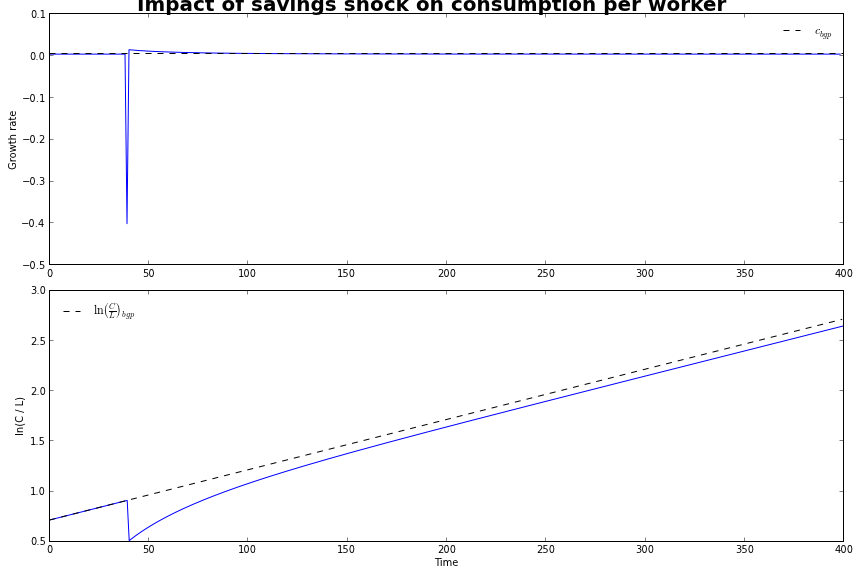 Impact of savings shock on consumption per worker
0.1
0.0
−0.1
−0.2
−0.3
−0.4
−0.5
Growth rate
c_bgp
0 50 100 150 200 250 300 350 400
3.0
2.5
2.0
1.5
1.0
0.5
ln(C / L)
ln(C/L)_bgp
0 50 100 150 200 250 300 350 400
Time